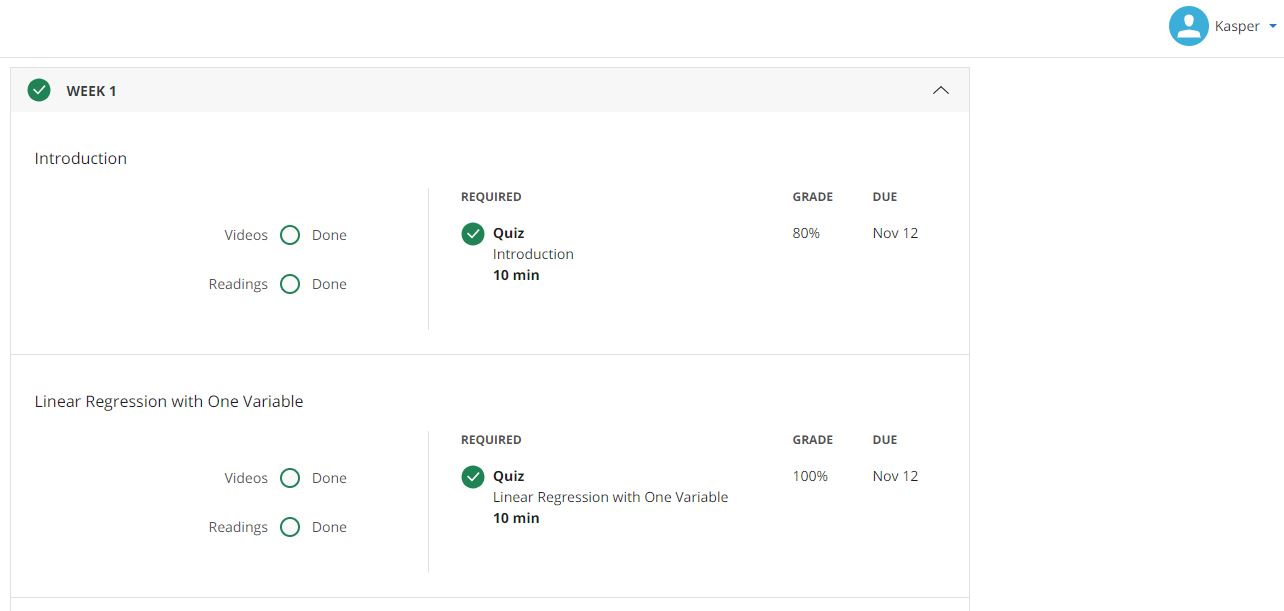 Kasper
WEEK 1
Introduction
REQUIRED GRADE DUE
Videos Done
Quiz 80% Nov 12
Introduction
10 min
Readings Done
Linear Regression with One Variable
REQUIRED GRADE DUE
Videos Done
Quiz 100% Nov 12
Linear Regression with One Variable
10 min
Readings Done